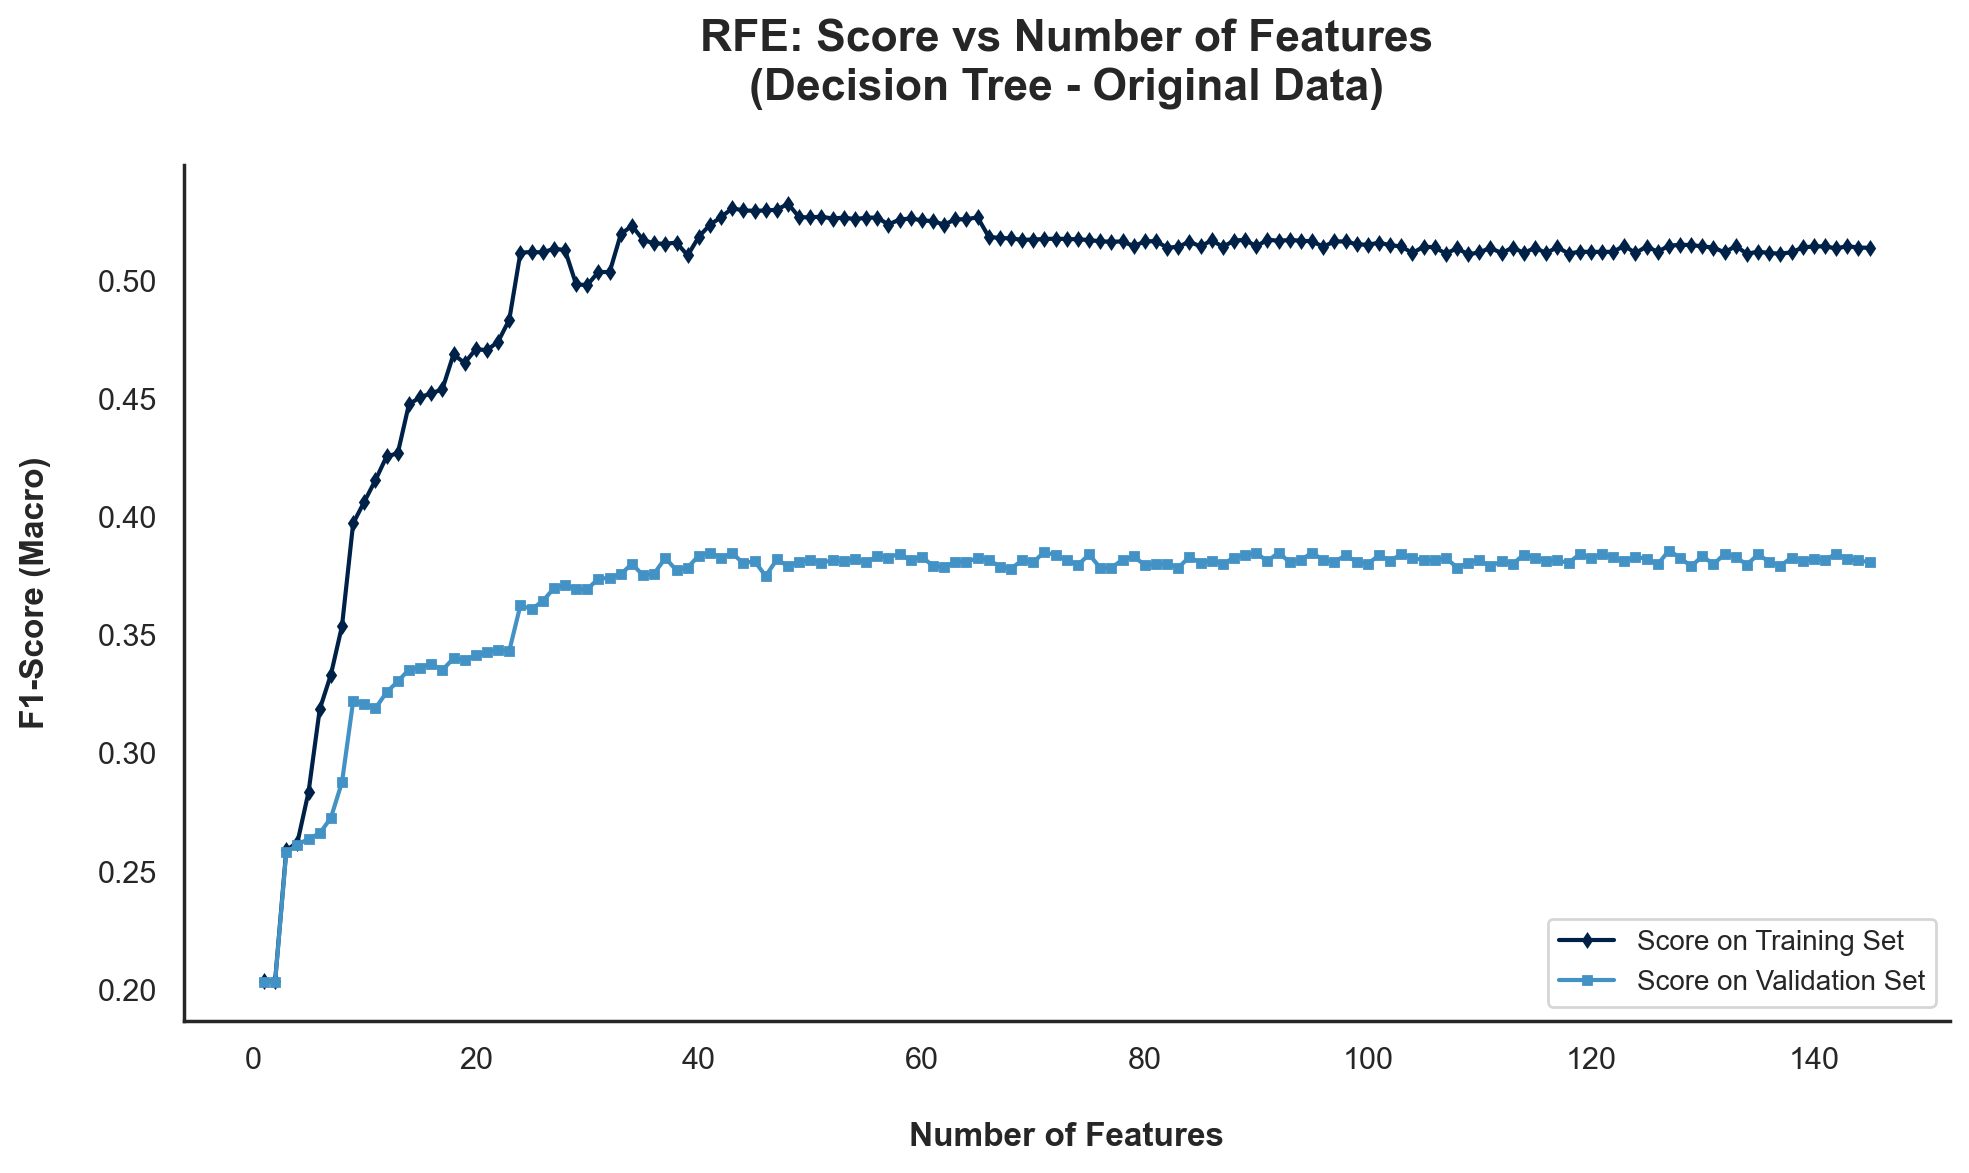 RFE: Score vs Number of Features
(Decision Tree - Original Data)
F1-Score (Macro)
0.50
0.45
0.40
0.35
0.30
0.25
0.20
Score on Training Set
Score on Validation Set
0 20 40 60 80 100 120 140
Number of Features